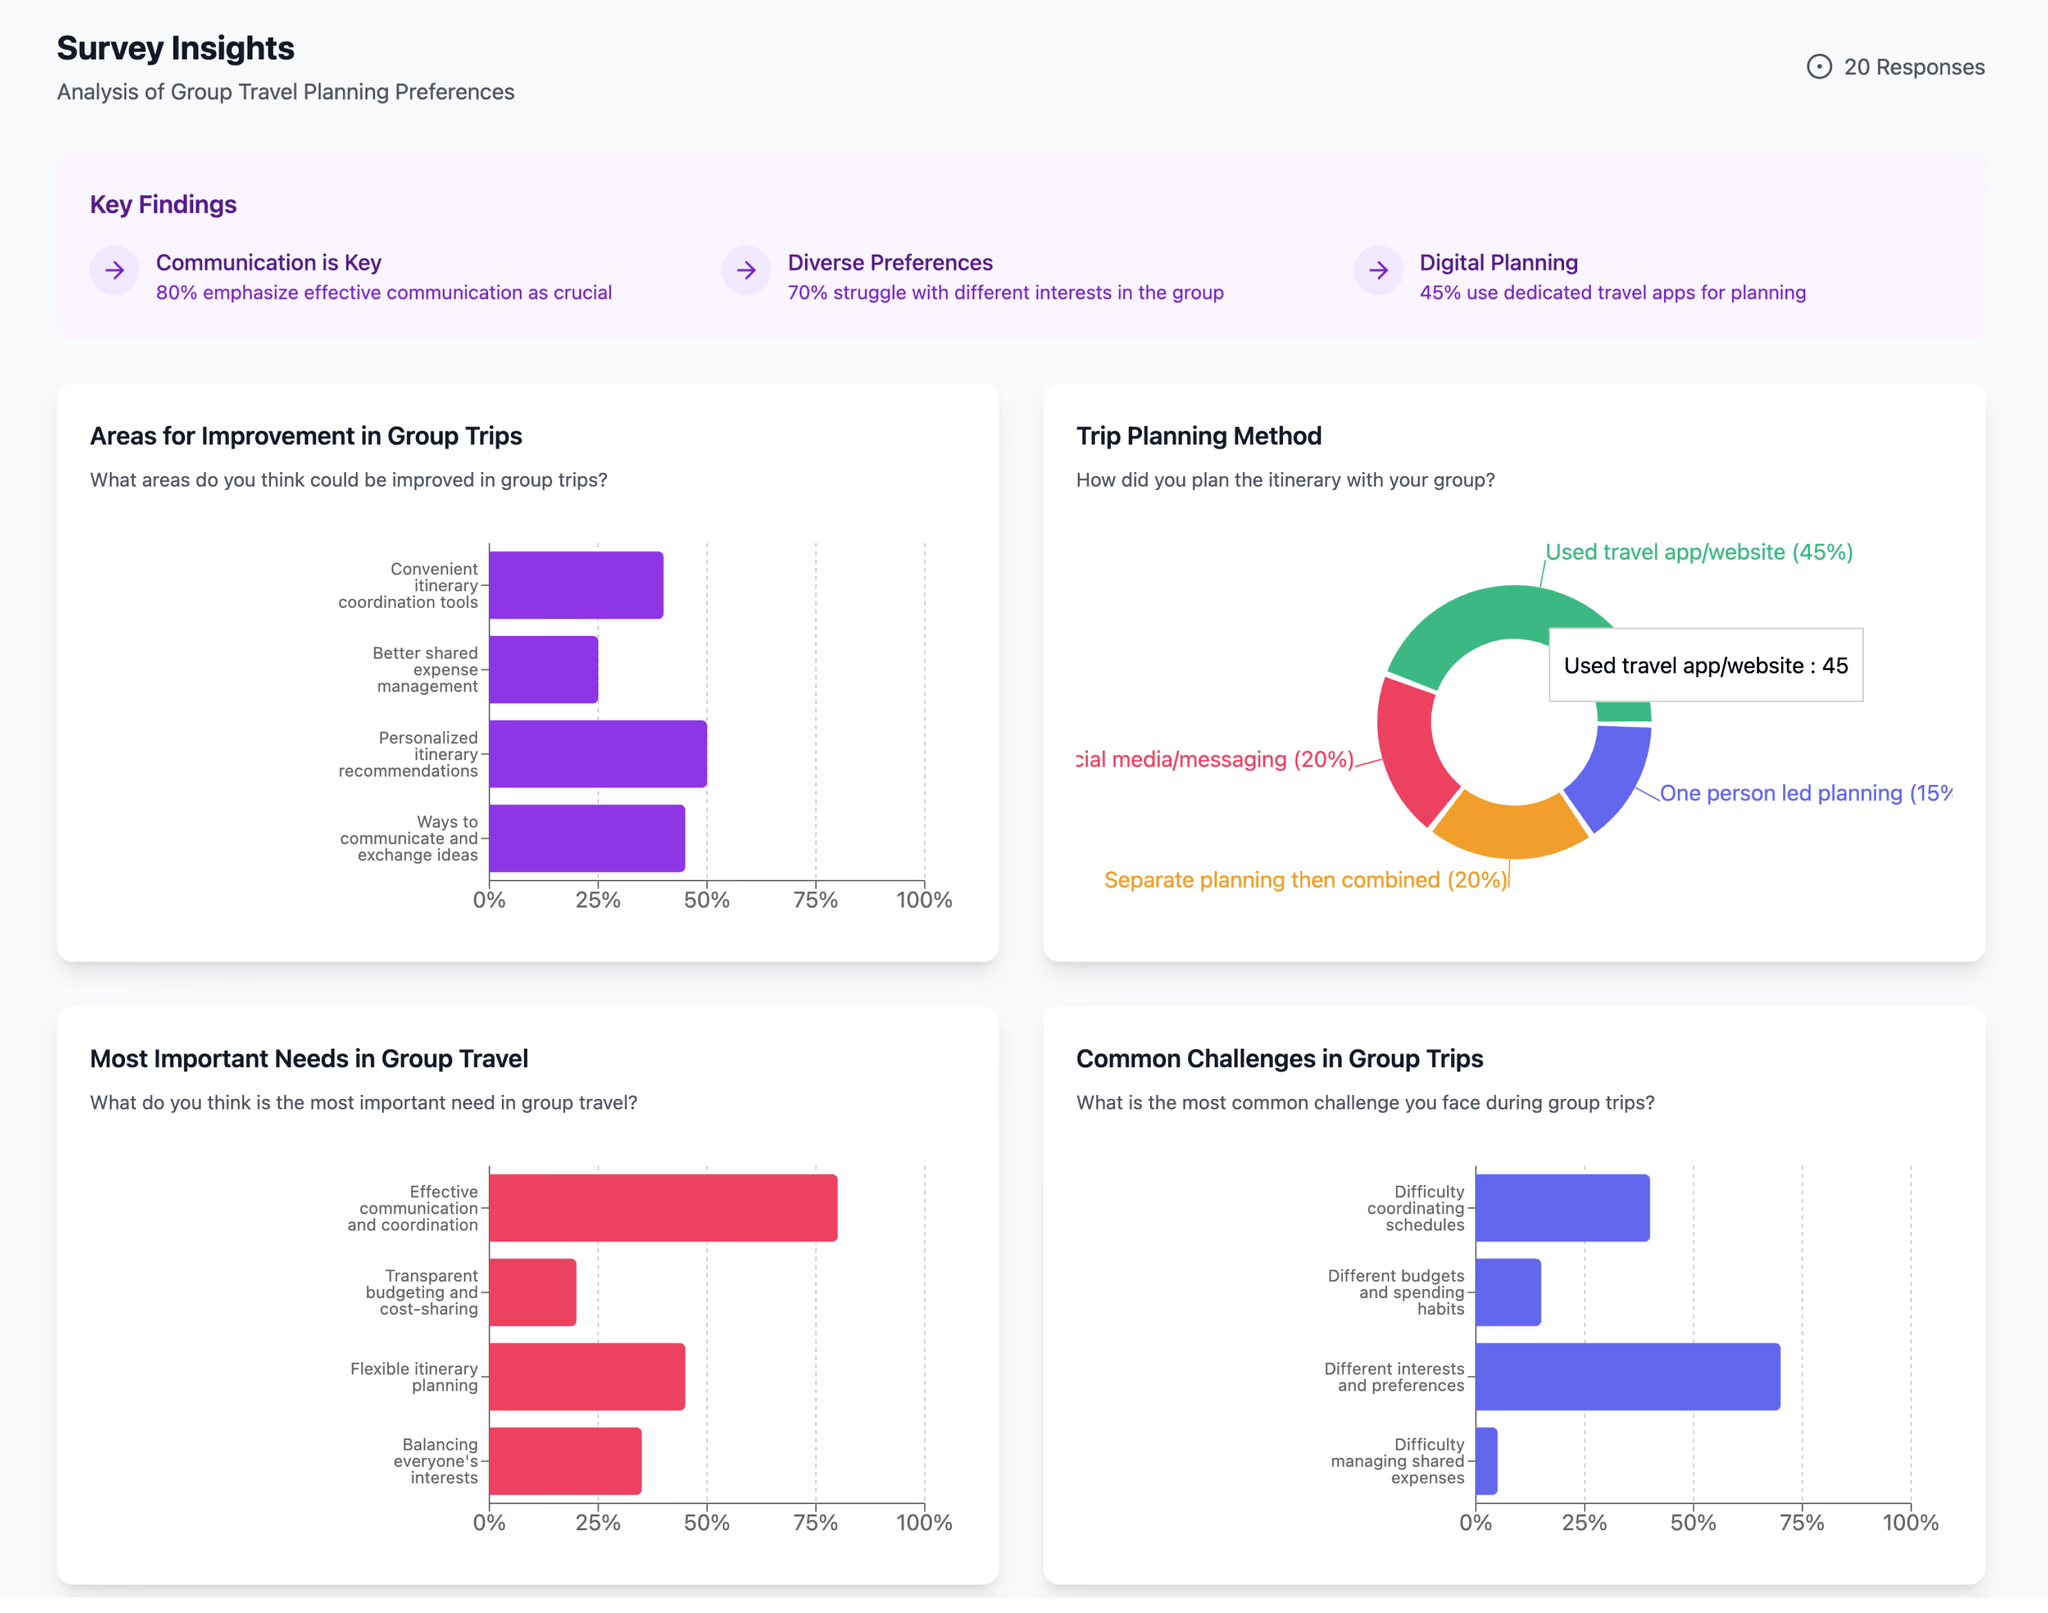 Survey Insights
Analysis of Group Travel Planning Preferences
20 Responses
Key Findings
Communication is Key
80% emphasize effective communication as crucial
Diverse Preferences
70% struggle with different interests in the group
Digital Planning
45% use dedicated travel apps for planning
Areas for Improvement in Group Trips
What areas do you think could be improved in group trips?
Convenient
itinerary
coordination tools
Better shared
expense
management
Personalized
itinerary
recommendations
Ways to
communicate and
exchange ideas
0% 25% 50% 75% 100%
Trip Planning Method
How did you plan the itinerary with your group?
Used travel app/website (45%)
Used travel app/website : 45
cial media/messaging (20%)
One person led planning (15%
Separate planning then combined (20%)
Most Important Needs in Group Travel
What do you think is the most important need in group travel?
Effective
communication
and coordination
Transparent
budgeting and
cost-sharing
Flexible itinerary
planning
Balancing
everyone's
interests
0% 25% 50% 75% 100%
Common Challenges in Group Trips
What is the most common challenge you face during group trips?
Difficulty
coordinating
schedules
Different budgets
and spending
habits
Different interests
and preferences
Difficulty
managing shared
expenses
0% 25% 50% 75% 100%